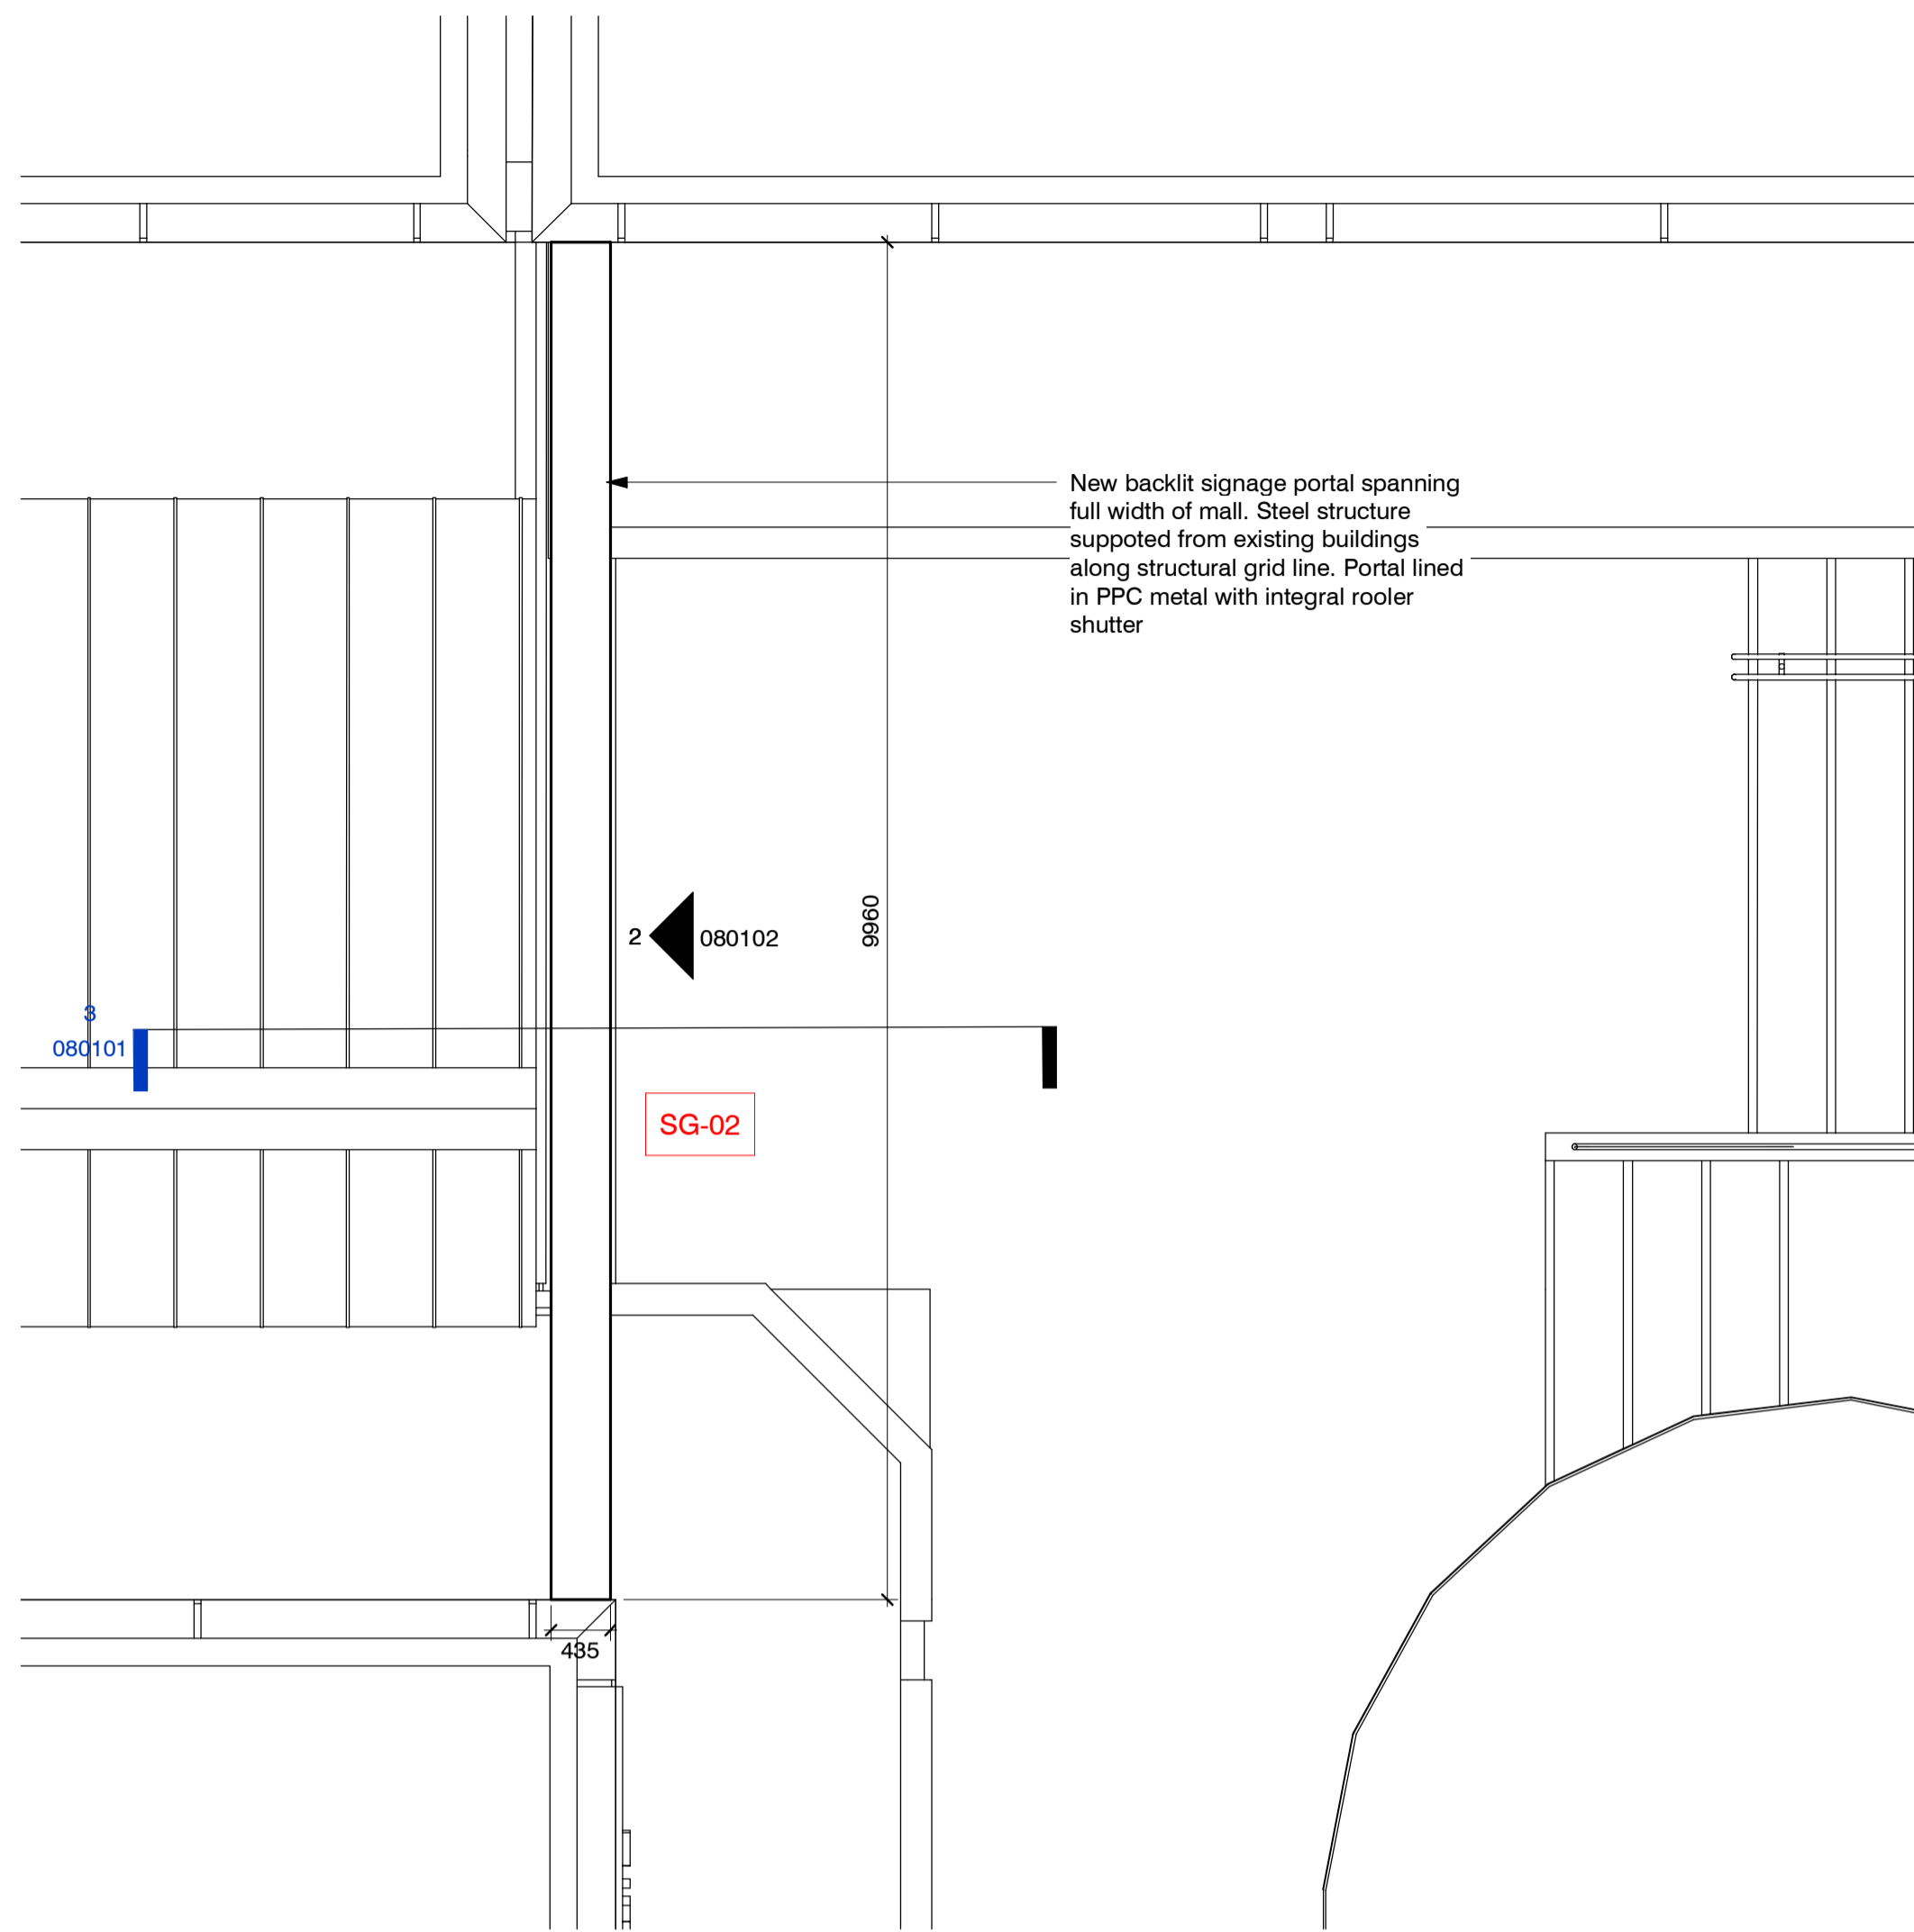 New backlit signage portal spanning
full width of mall. Steel structure
suppoted from existing buildings
along structural grid line. Portal lined
in PPC metal with integral rooler
shutter
9960
2
080102
3
080101
SG-02
435